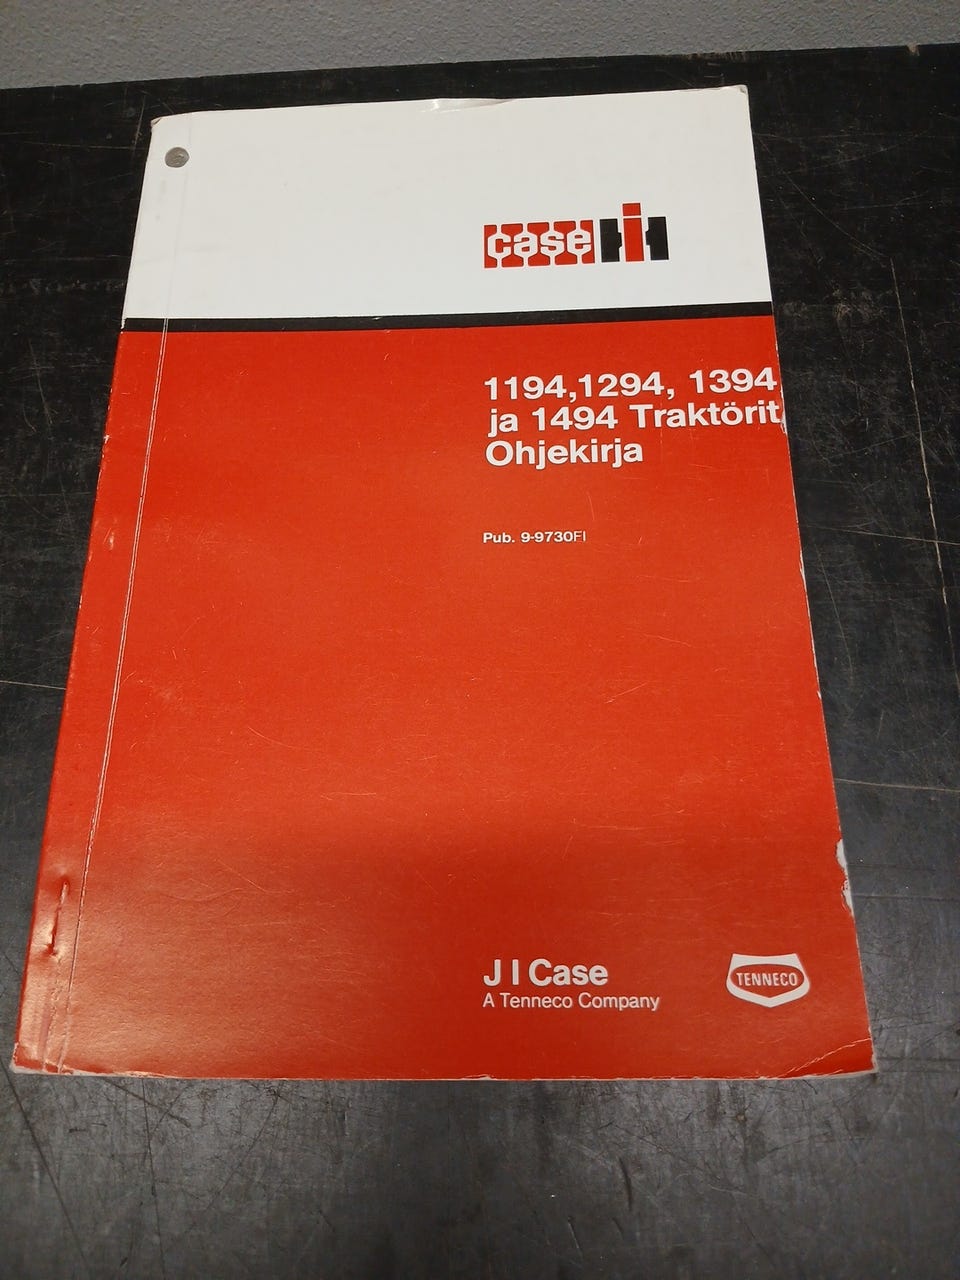 case IH
1194,1294, 1394
ja 1494 Traktörit
Ohjekirja
Pub. 9-9730FI
J I Case
A Tenneco Company
TENNECO